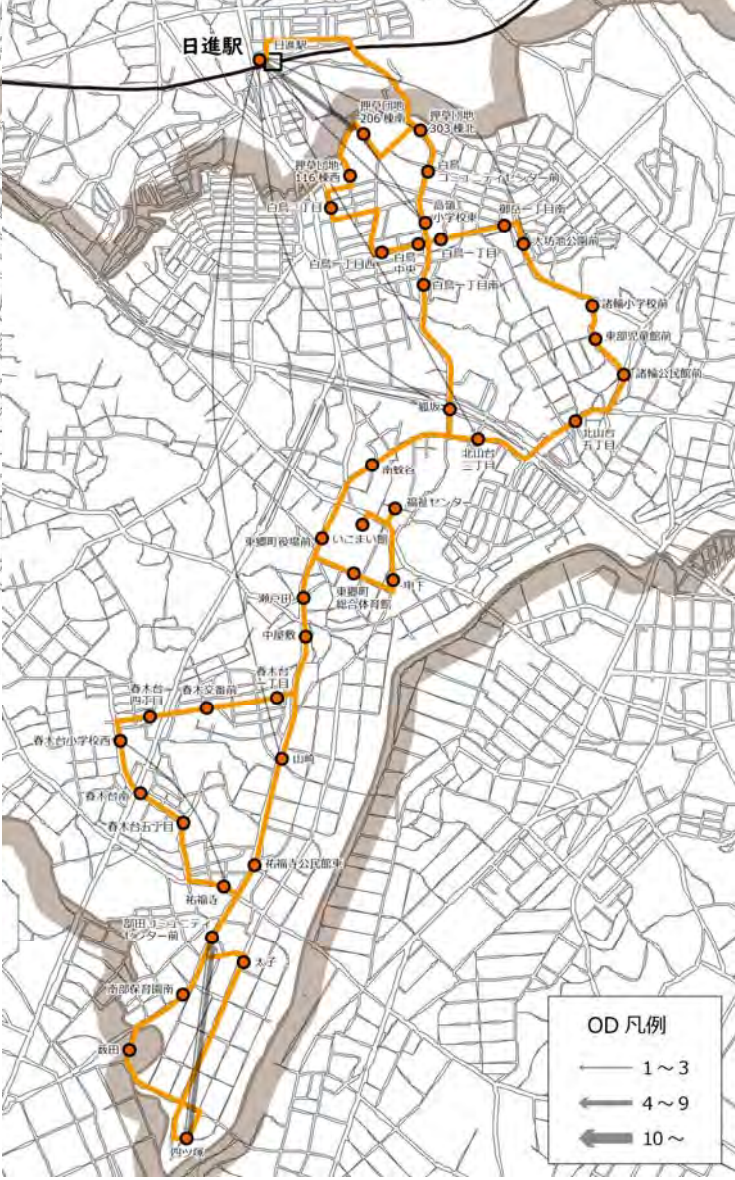 日進駅
日進駅
押草団地
206棟南
押草団地
303棟北
押草団地
116棟西
白鳥
コミュニティセンター前
白鳥一丁目
高嶺
小学校東
御岳一丁目南
大坊池公園前
白鳥一丁目西
白鳥
中央
白鳥一丁目
白鳥一丁目南
諸輪小学校前
東部児童館前
諸輪公民館前
狐坂
北山台
二丁目
北山台
五丁目
南蚊谷
福祉センター
東郷町役場前
いこまい館
瀬戸田
東郷町
総合体育館
中下
中屋敷
春木台
一丁目
春木台
四丁目
春木交番前
春木台小学校西
山崎
春木台南
春木台五丁目
祐福寺公民館東
祐福寺
部田コミュニティ
センター前
太子
南部保育園南
薮田
四ツ塚
OD 凡例
1～3
4～9
10～